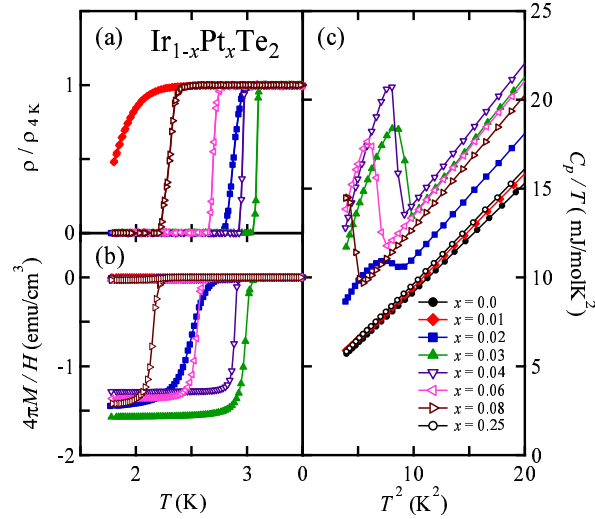 (a)
Ir1-xPtxTe2
1
0
ρ / ρ4 K
(b)
0
-1
-2
4πM / H (emu/cm3)
2
3
T (K)
(c)
25
20
15
10
5
0
Cp / T ( mJ/molK2)
x = 0.0
x = 0.01
x = 0.02
x = 0.03
x = 0.04
x = 0.06
x = 0.08
x = 0.25
0
10
20
T 2 (K2)